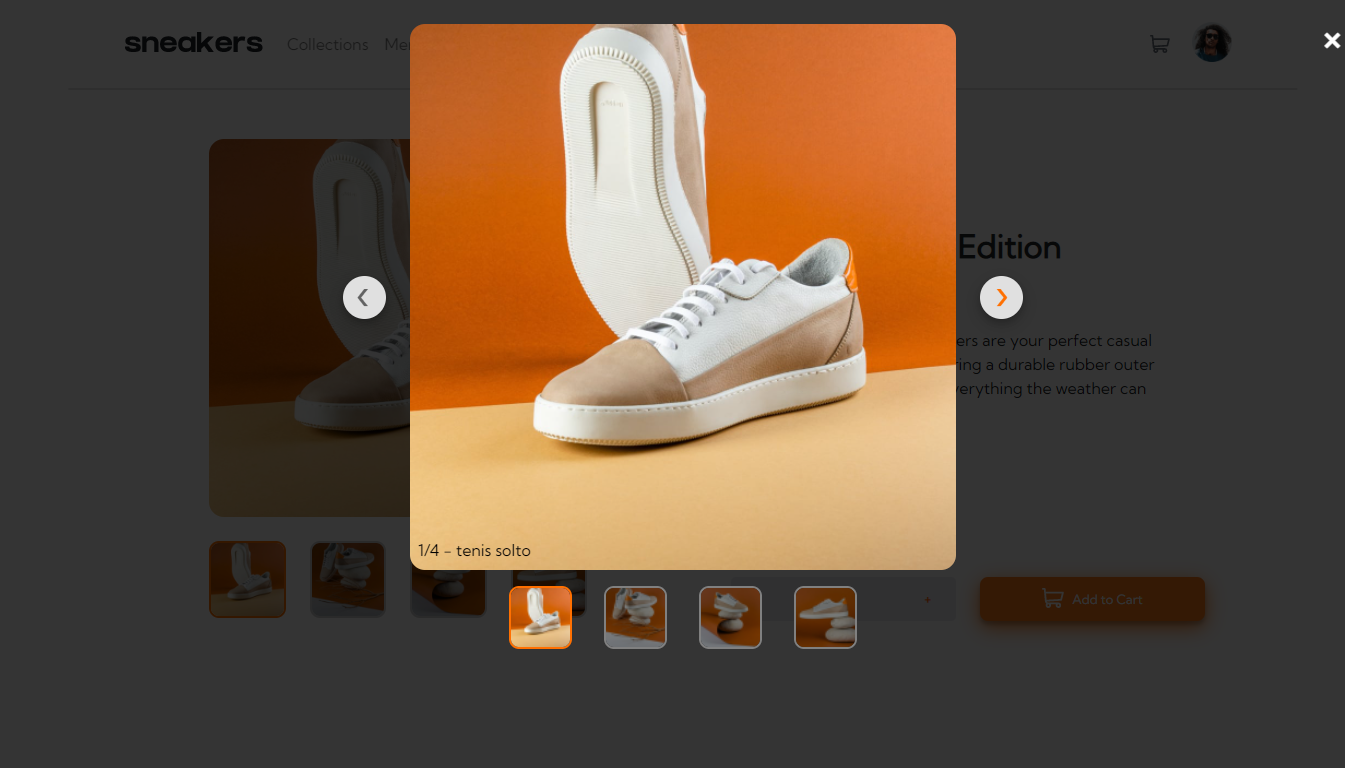 sneakers Collections Me
Edition
ers are your perfect casual
ring a durable rubber outer
verything the weather can
1/4 - tenis solto
+
Add to Cart